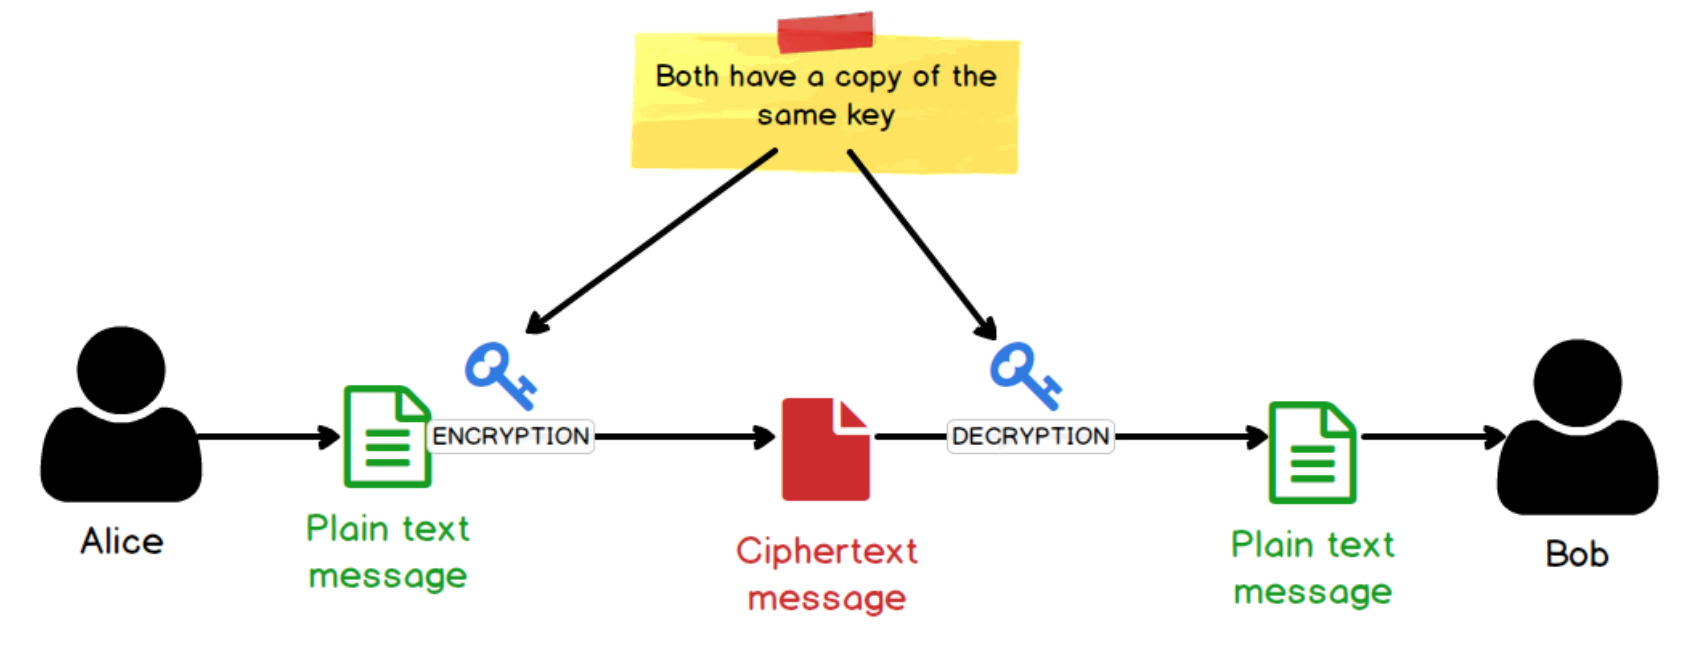 Both have a copy of the
same key
ENCRYPTION
DECRYPTION
Alice
Plain text
message
Ciphertext
message
Plain text
message
Bob